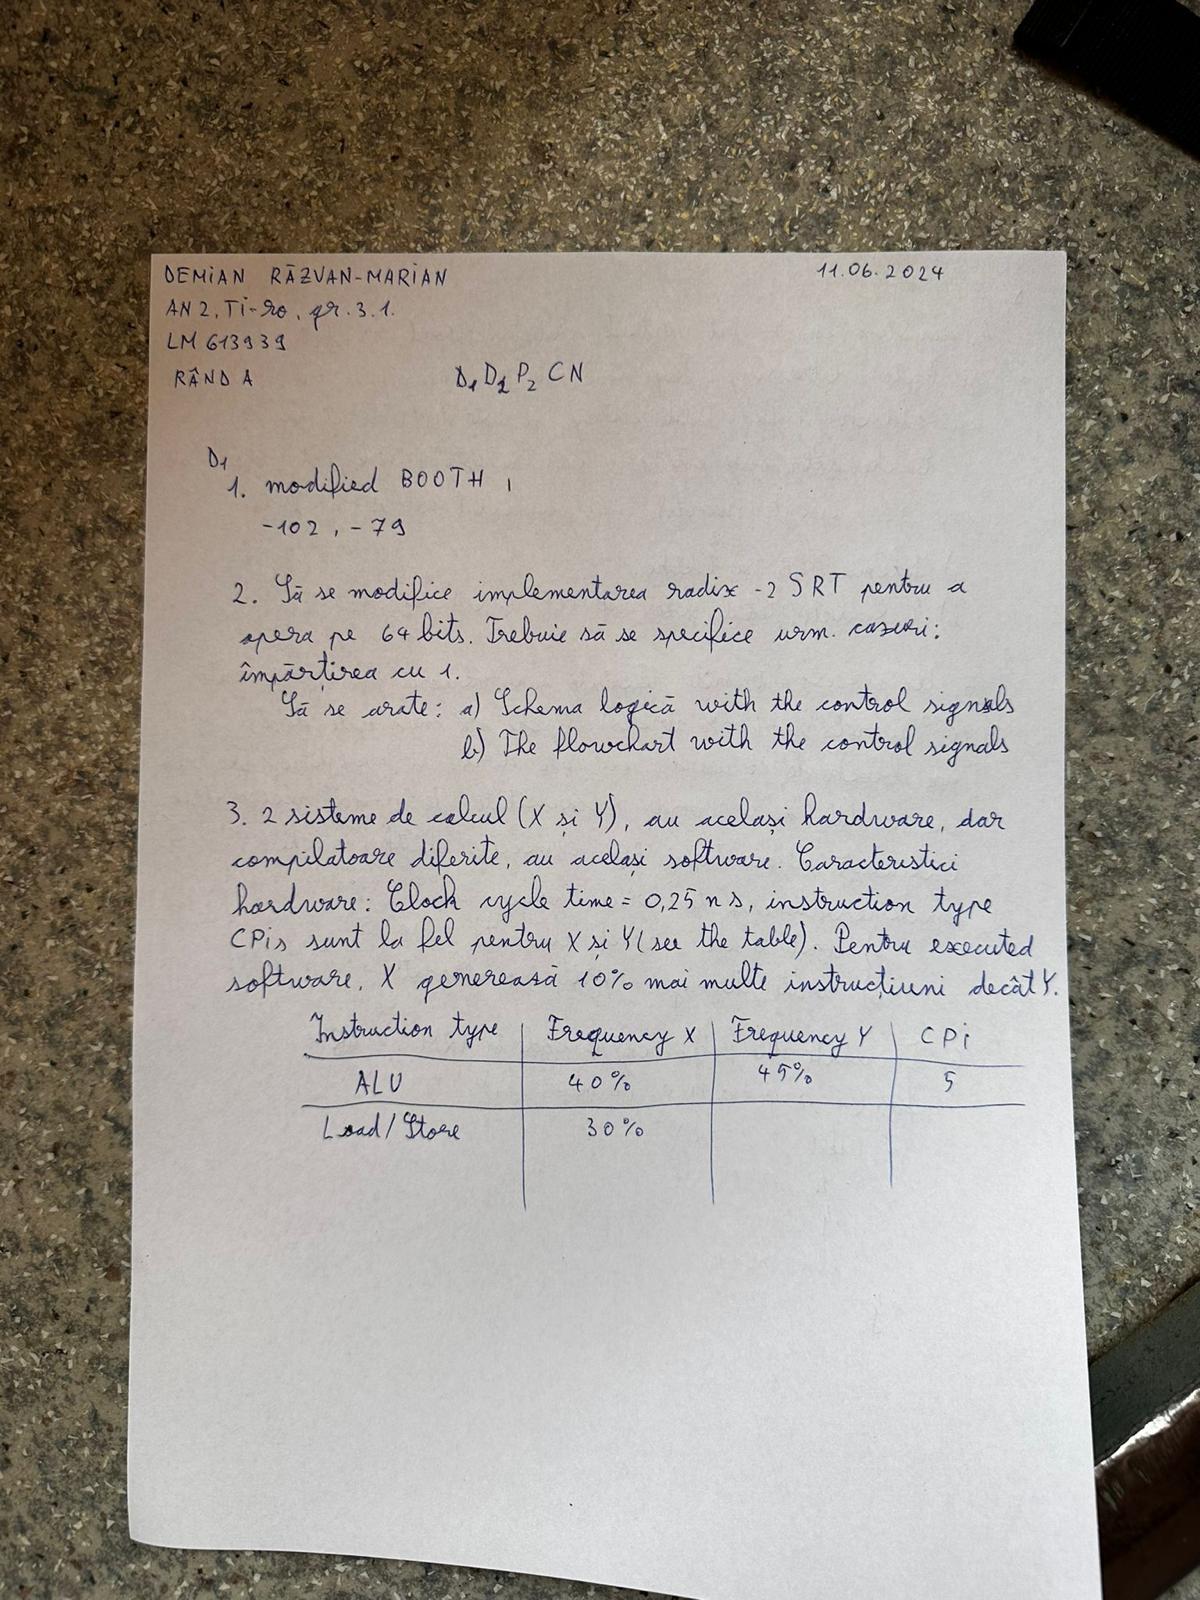 DEMIAN RĂZVAN-MARIAN
11.06.2024
AN 2, Ti-ro, gr. 3.1.
LM 613939
RÂND A
D1D2P2 CN
D1
1. modified BOOTH,
-102, -79
2. Să se modifice implementarea radix-2 SRT pentru a
opera pe 64 bits. Trebuie să se specifice urm. cazuri:
împărțirea cu 1.
Să se arate: a) Schema logică with the control signals
b) The flowchart with the control signals
3. 2 sisteme de calcul (X și Y), au același hardware, dar
compilatoare diferite, au același software. Caracteristici
hardware: Clock cycle time = 0,25 ns, instruction type
CPis sunt la fel pentru X și Y (see the table). Pentru executed
software, X generează 10% mai multe instrucțiuni decât Y.
Instruction type Frequency X Frequency Y CPi
ALU 40% 45% 5
Load/Store 30%